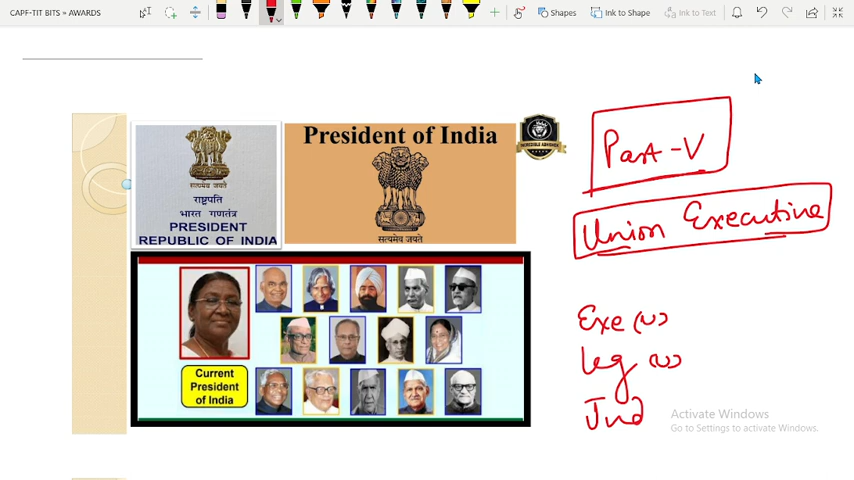 CAPF-TIT BITS » AWARDS
Shapes
Ink to Shape
Ink to Text
सत्यमेव जयते
राष्ट्रपति
भारत गणतंत्र
PRESIDENT
REPUBLIC OF INDIA
President of India
सत्यमेव जयते
INCREDIBLE ABHISHEK
Part-V
Union Executive
Current
President
of India
Exe (u)
Leg (u)
Jud
Activate Windows
Go to Settings to activate Windows.